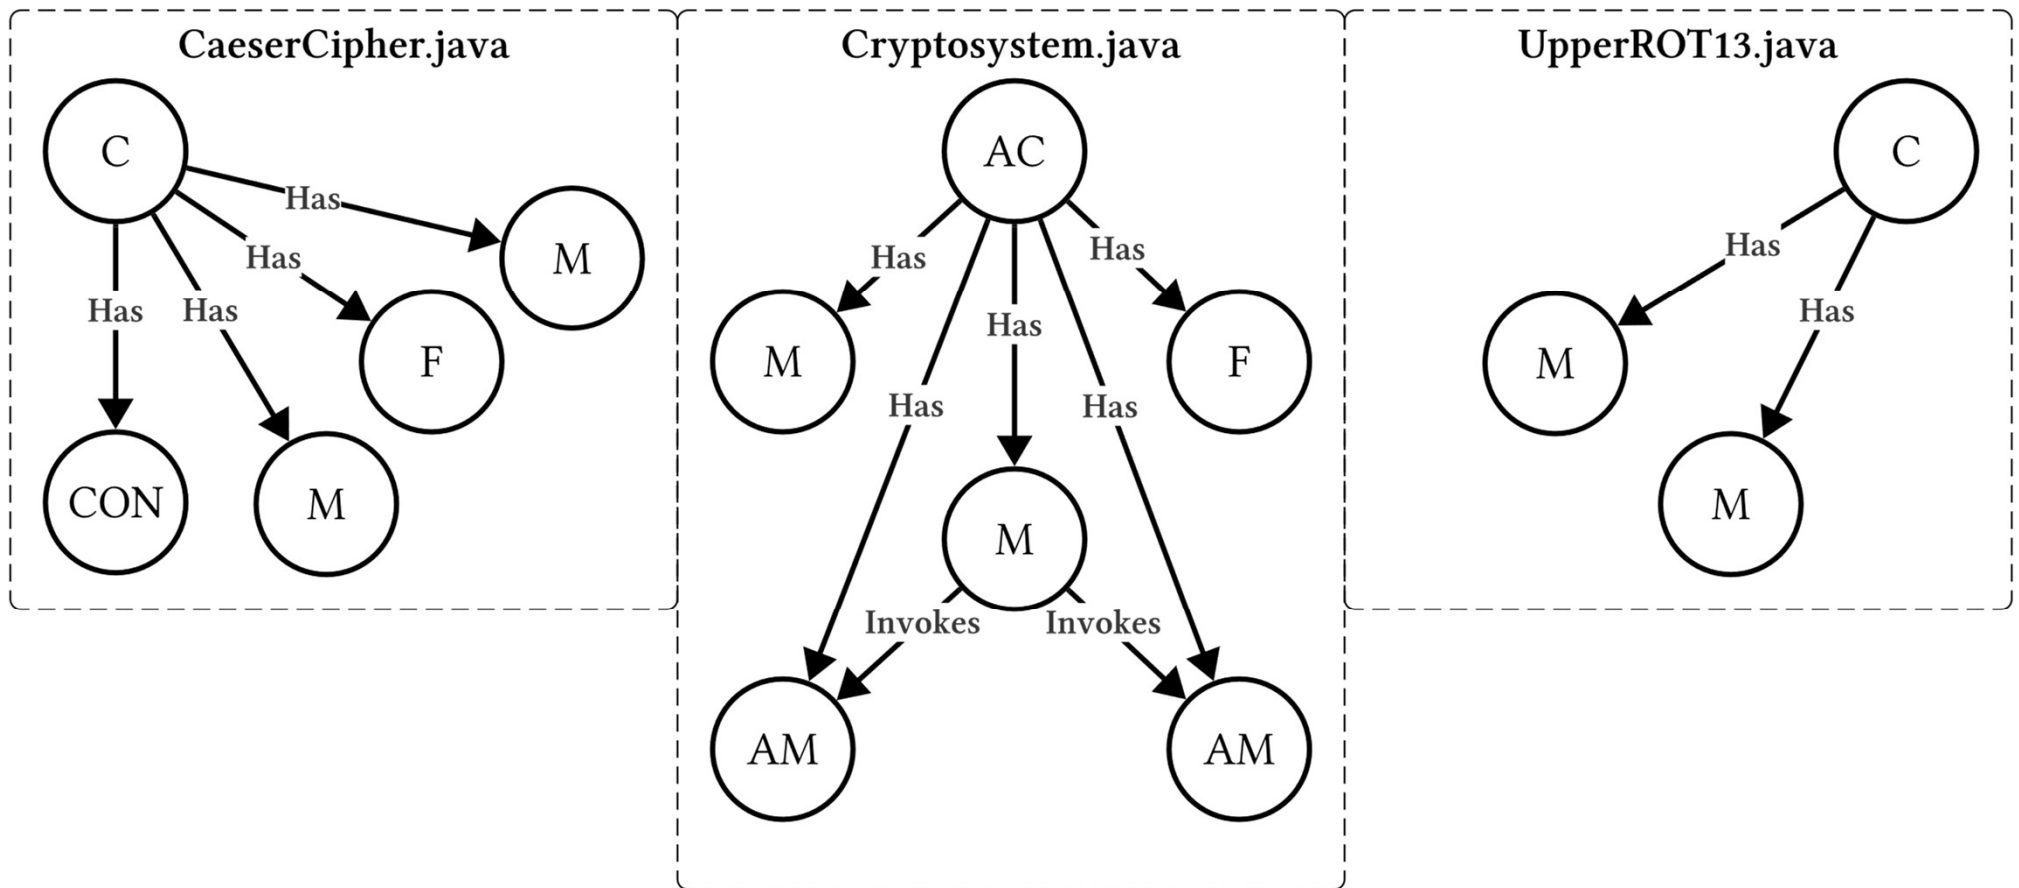 CaeserCipher.java
C
Has
M
Has
F
Has
Has
CON
M
Cryptosystem.java
AC
Has
Has
M
Has
F
Has
Has
M
Invokes
Invokes
AM
AM
UpperROT13.java
C
Has
M
Has
M